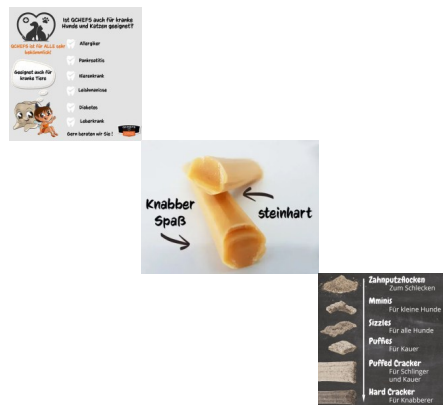 Ist QCHEFS auch für kranke
Hunde und Katzen geeignet?
QCHEFS ist für ALLE sehr
bekömmlich!
Allergiker
Pankreatitis
Geeignet auch für
kranke Tiere
Nierenkrank
Leishmaniose
Diabetes
Leberkrank
Gern beraten wir Sie!
Knabber
Spaß
steinhart
Zahnputzflocken
Zum Schlecken
Mminis
Für kleine Hunde
Sizzles
Für alle Hunde
Puffies
Für Kauer
Puffed Cracker
Für Schlinger
und Kauer
Hard Cracker
Für Knabberer